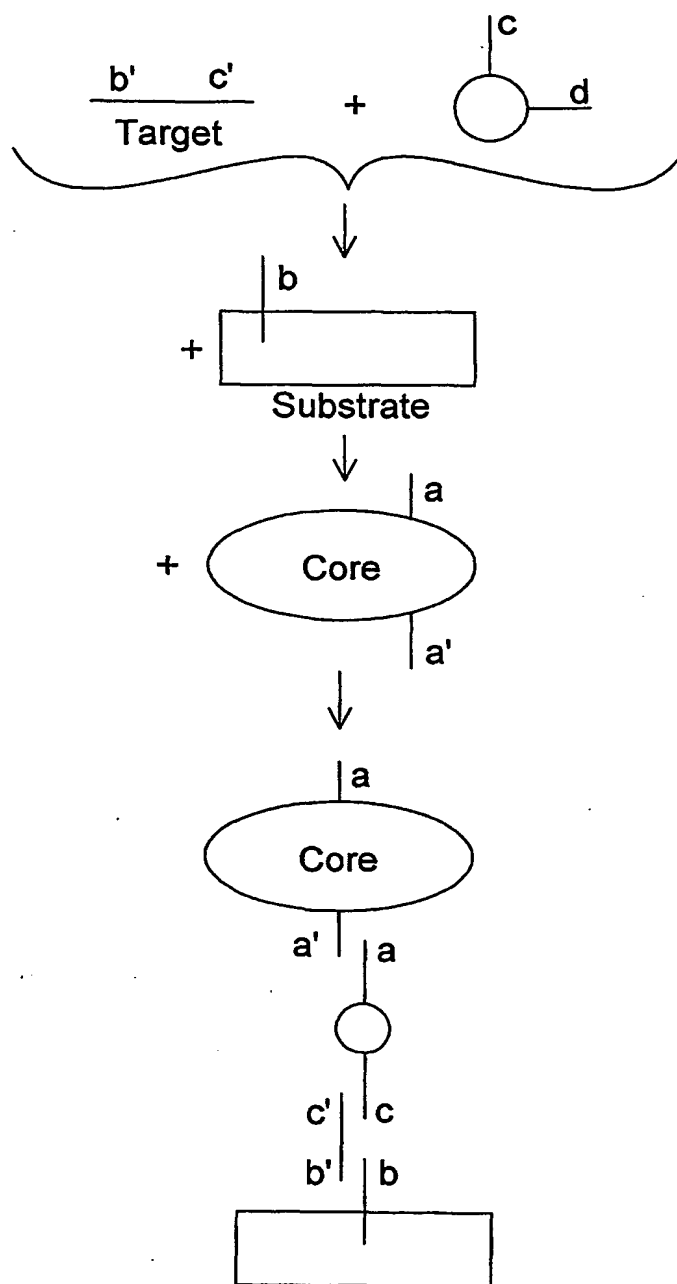 c
b' c' + d
Target
b
+
Substrate
a
+ Core
a'
a
Core
a' a
c' c
b' b